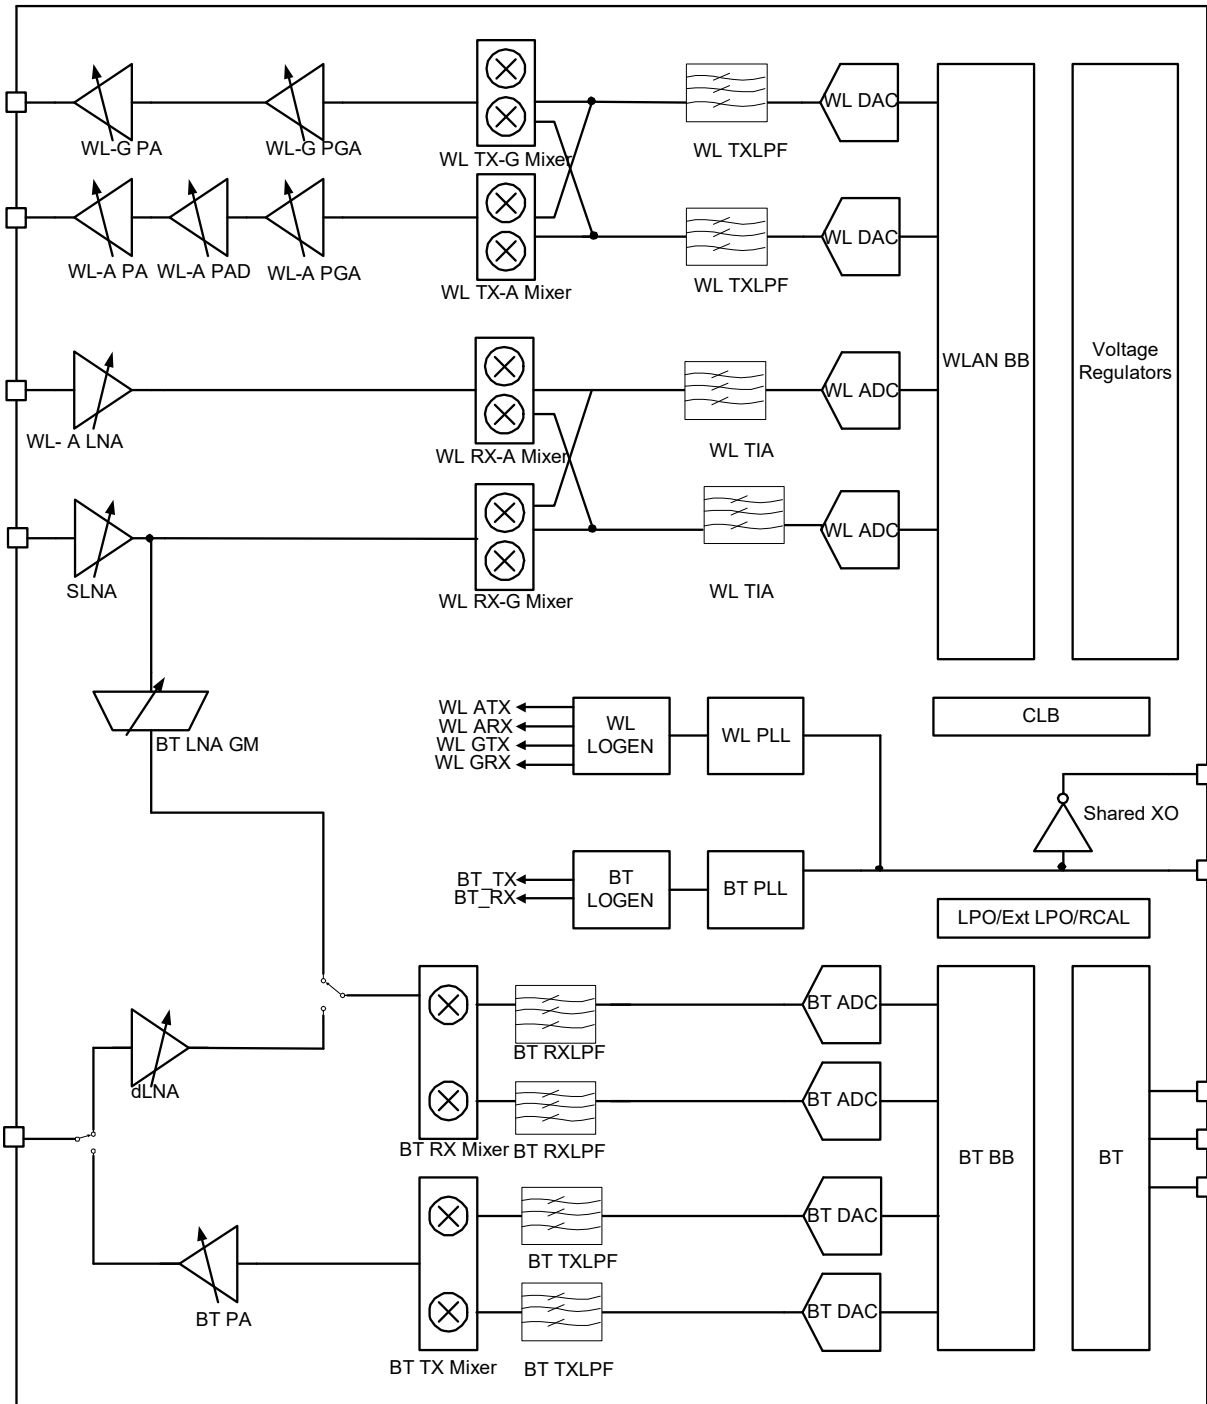 WL-G PA
WL-G PGA
WL TX-G Mixer
WL TXLPF
WL DAC
WL-A PA
WL-A PAD
WL-A PGA
WL TX-A Mixer
WL TXLPF
WL DAC
WLAN BB
Voltage
Regulators
WL- A LNA
WL RX-A Mixer
WL TIA
WL ADC
SLNA
WL RX-G Mixer
WL TIA
WL ADC
BT LNA GM
WL ATX
WL ARX
WL GTX
WL GRX
WL
LOGEN
WL PLL
CLB
Shared XO
BT_TX
BT_RX
BT
LOGEN
BT PLL
LPO/Ext LPO/RCAL
dLNA
BT RX Mixer
BT RXLPF
BT ADC
BT RXLPF
BT ADC
BT BB
BT
BT PA
BT TX Mixer
BT TXLPF
BT DAC
BT TXLPF
BT DAC